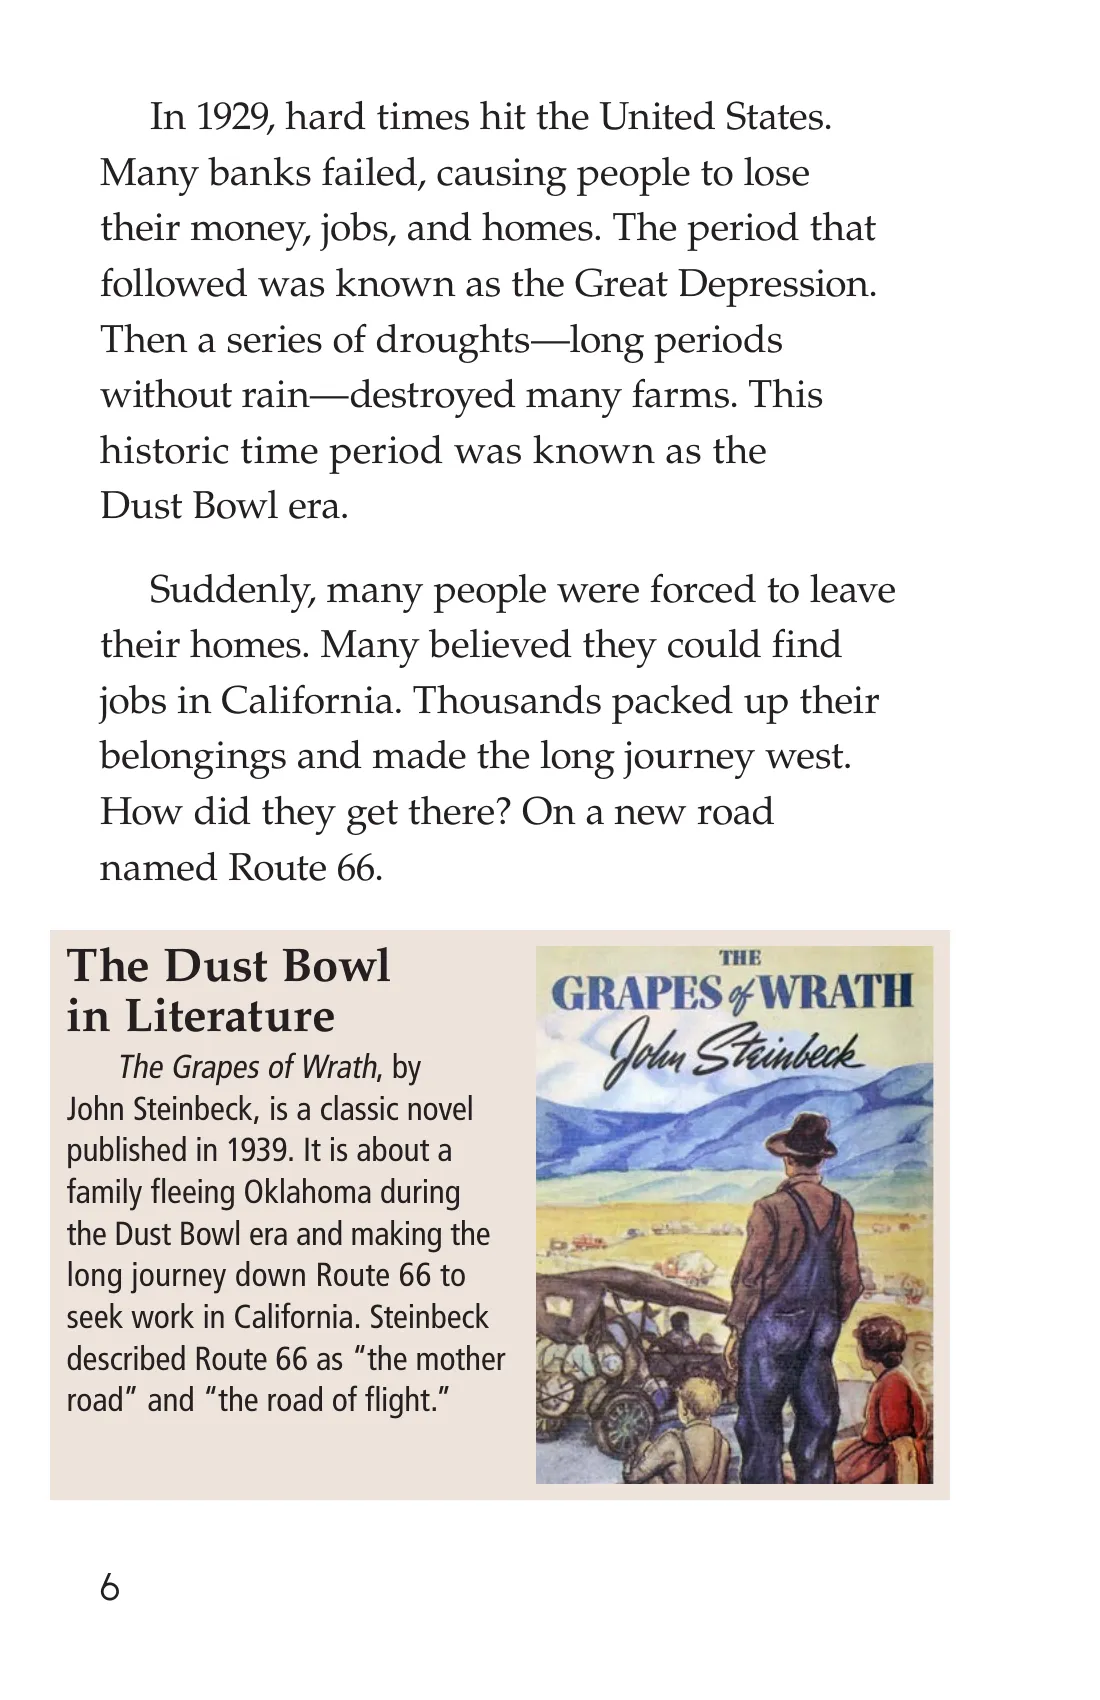 In 1929, hard times hit the United States.
Many banks failed, causing people to lose
their money, jobs, and homes. The period that
followed was known as the Great Depression.
Then a series of droughts—long periods
without rain—destroyed many farms. This
historic time period was known as the
Dust Bowl era.
Suddenly, many people were forced to leave
their homes. Many believed they could find
jobs in California. Thousands packed up their
belongings and made the long journey west.
How did they get there? On a new road
named Route 66.
The Dust Bowl
in Literature
The Grapes of Wrath, by
John Steinbeck, is a classic novel
published in 1939. It is about a
family fleeing Oklahoma during
the Dust Bowl era and making the
long journey down Route 66 to
seek work in California. Steinbeck
described Route 66 as “the mother
road” and “the road of flight.”
THE
GRAPES of WRATH
John Steinbeck
6